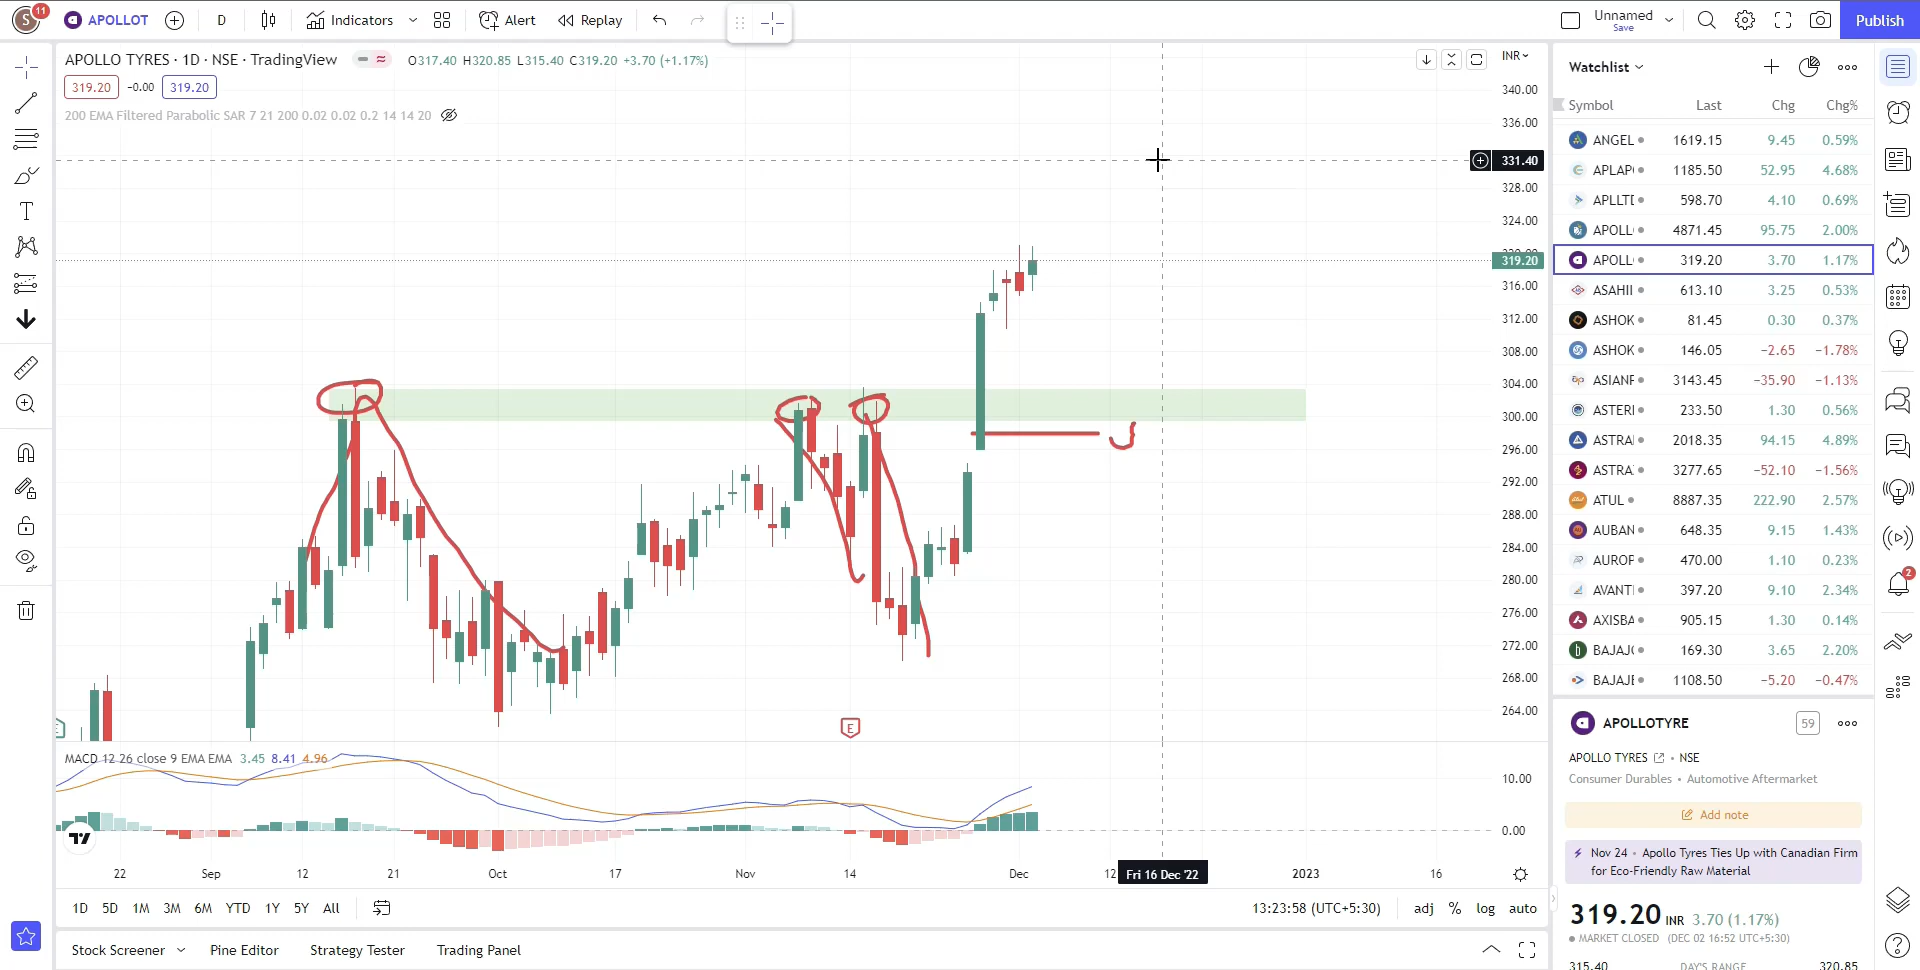 S 11 APOLLOT D Indicators Alert Replay Unnamed Save Publish
APOLLO TYRES · 1D · NSE · TradingView O317.40 H320.85 L315.40 C319.20 +3.70 (+1.17%) INR
319.20 -0.00 319.20
200 EMA Filtered Parabolic SAR 7 21 200 0.02 0.02 0.2 14 14 20
340.00
336.00
331.40
328.00
324.00
319.20
316.00
312.00
308.00
304.00
300.00
296.00
292.00
288.00
284.00
280.00
276.00
272.00
268.00
264.00
E
MACD 12 26 close 9 EMA EMA 3.45 8.41 4.96
10.00
0.00
22 Sep 12 21 Oct 17 Nov 14 Dec 12 Fri 16 Dec '22 2023 16
1D 5D 1M 3M 6M YTD 1Y 5Y All 13:23:58 (UTC+5:30) adj % log auto
Stock Screener Pine Editor Strategy Tester Trading Panel
Watchlist
Symbol Last Chg Chg%
ANGEL 1619.15 9.45 0.59%
APLAP 1185.50 52.95 4.68%
APLLT 598.70 4.10 0.69%
APOLL 4871.45 95.75 2.00%
APOLL 319.20 3.70 1.17%
ASAHI 613.10 3.25 0.53%
ASHOK 81.45 0.30 0.37%
ASHOK 146.05 −2.65 −1.78%
ASIANP 3143.45 −35.90 −1.13%
ASTER 233.50 1.30 0.56%
ASTRA 2018.35 94.15 4.89%
ASTRA 3277.65 −52.10 −1.56%
ATUL 8887.35 222.90 2.57%
AUBAN 648.35 9.15 1.43%
AUROP 470.00 1.10 0.23%
AVANT 397.20 9.10 2.34%
AXISBA 905.15 1.30 0.14%
BAJAJ 169.30 3.65 2.20%
BAJAJ 1108.50 −5.20 −0.47%
APOLLOTYRE 59
APOLLO TYRES • NSE
Consumer Durables • Automotive Aftermarket
Add note
Nov 24 • Apollo Tyres Ties Up with Canadian Firm
for Eco-Friendly Raw Material
319.20 INR 3.70 (1.17%)
MARKET CLOSED (DEC 02 16:52 UTC+5:30)
315.40 DAY'S RANGE 320.85
2